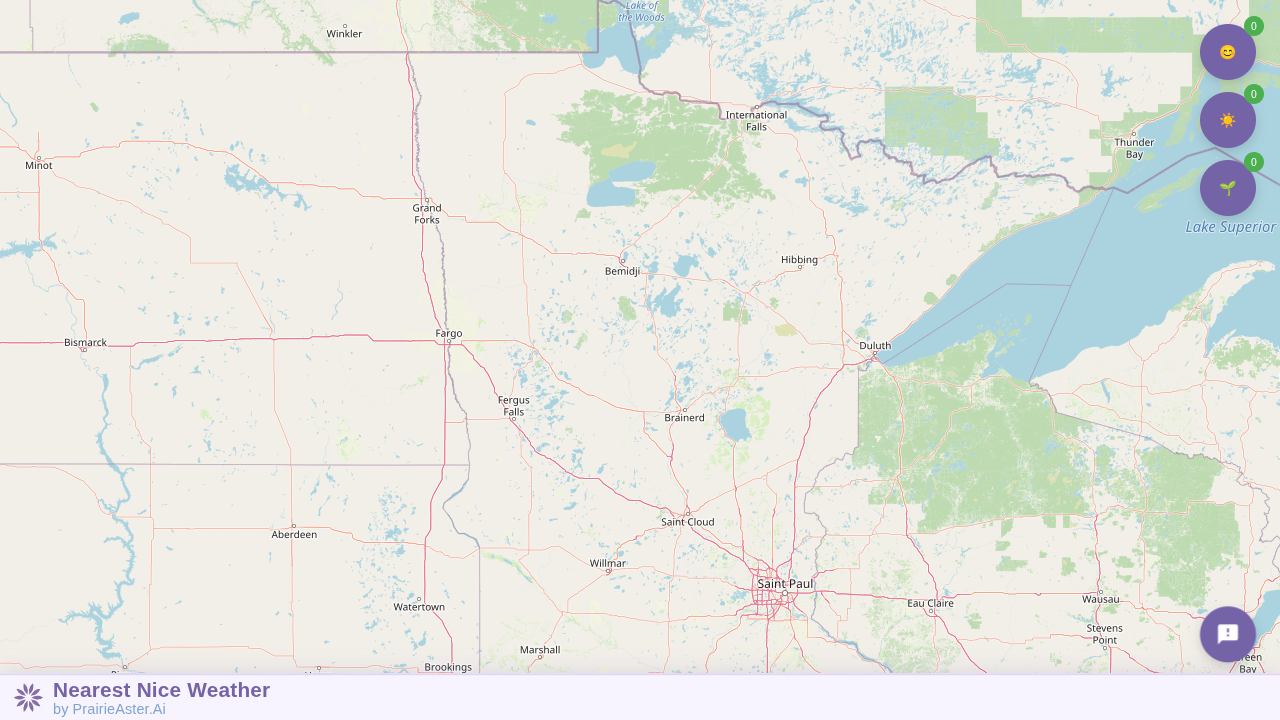 Lake of
the Woods
Winkler
0
😊
International
Falls
0
☀️
Thunder
Bay
Minot
0
🌱
Grand
Forks
Lake Superior
Hibbing
Bemidji
Fargo
Bismarck
Duluth
Fergus
Falls
Brainerd
Saint Cloud
Aberdeen
Willmar
Saint Paul
Watertown
Eau Claire
Wausau
Stevens
Point
Marshall
Brookings
Bay
Nearest Nice Weather
by PrairieAster.Ai